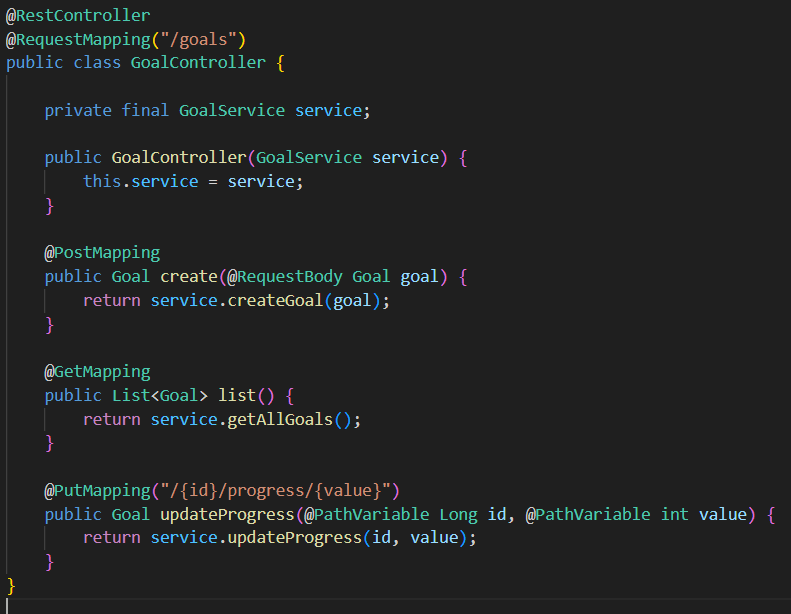 @RestController
@RequestMapping("/goals")
public class GoalController {
private final GoalService service;
public GoalController(GoalService service) {
this.service = service;
}
@PostMapping
public Goal create(@RequestBody Goal goal) {
return service.createGoal(goal);
}
@GetMapping
public List<Goal> list() {
return service.getAllGoals();
}
@PutMapping("/{id}/progress/{value}")
public Goal updateProgress(@PathVariable Long id, @PathVariable int value) {
return service.updateProgress(id, value);
}
}